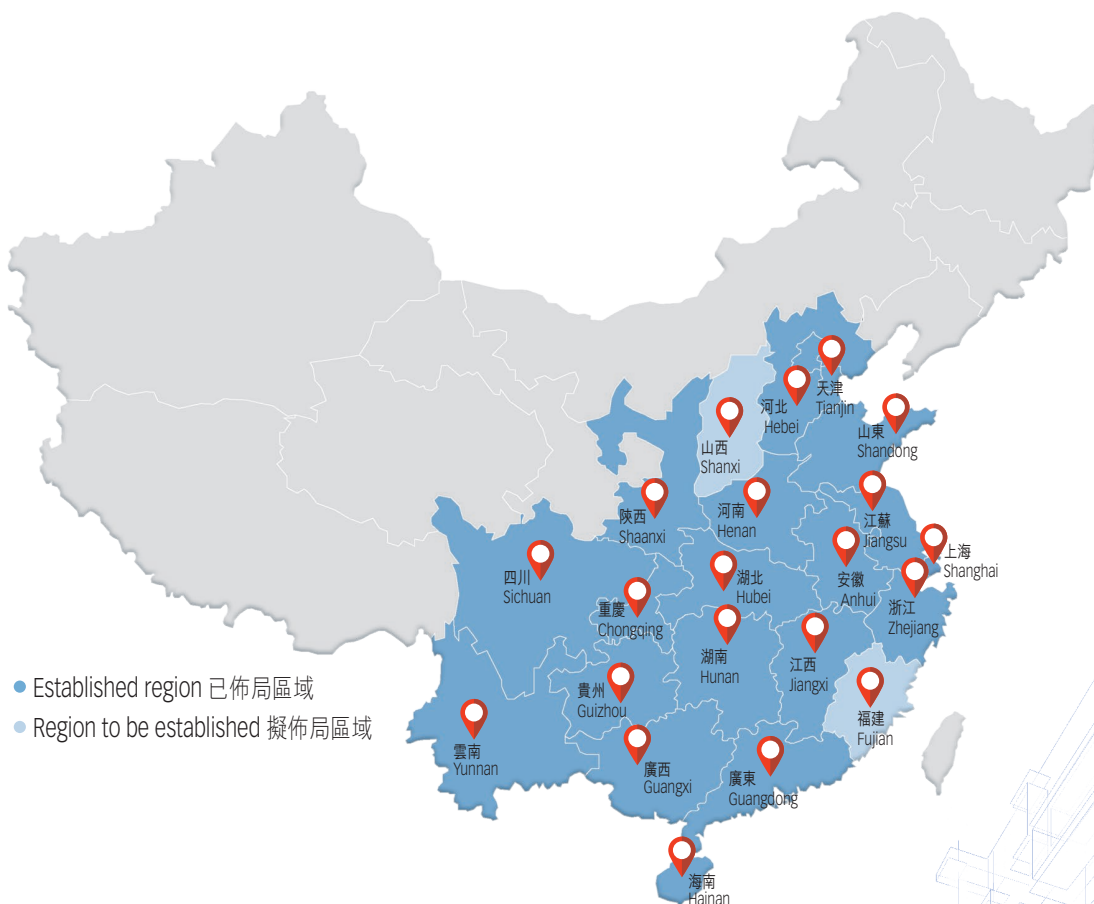 天津
Tianjin
河北
Hebei
山東
Shandong
山西
Shanxi
陝西
Shaanxi
河南
Henan
江蘇
Jiangsu
上海
Shanghai
四川
Sichuan
湖北
Hubei
安徽
Anhui
浙江
Zhejiang
重慶
Chongqing
湖南
Hunan
江西
Jiangxi
Established region 已佈局區域
Region to be established 擬佈局區域
貴州
Guizhou
福建
Fujian
雲南
Yunnan
廣西
Guangxi
廣東
Guangdong
海南
Hainan